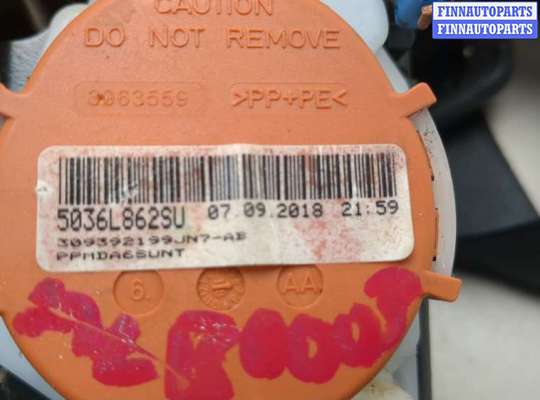 CAUTION
DO NOT REMOVE
3063559 >PP+PE<
5036L862SU 07.09.2018 21:59
309392199JN7-AB
PPMDA6SUNT
6. 1 AA
FINNAUTOPARTS
FINNAUTOPARTS